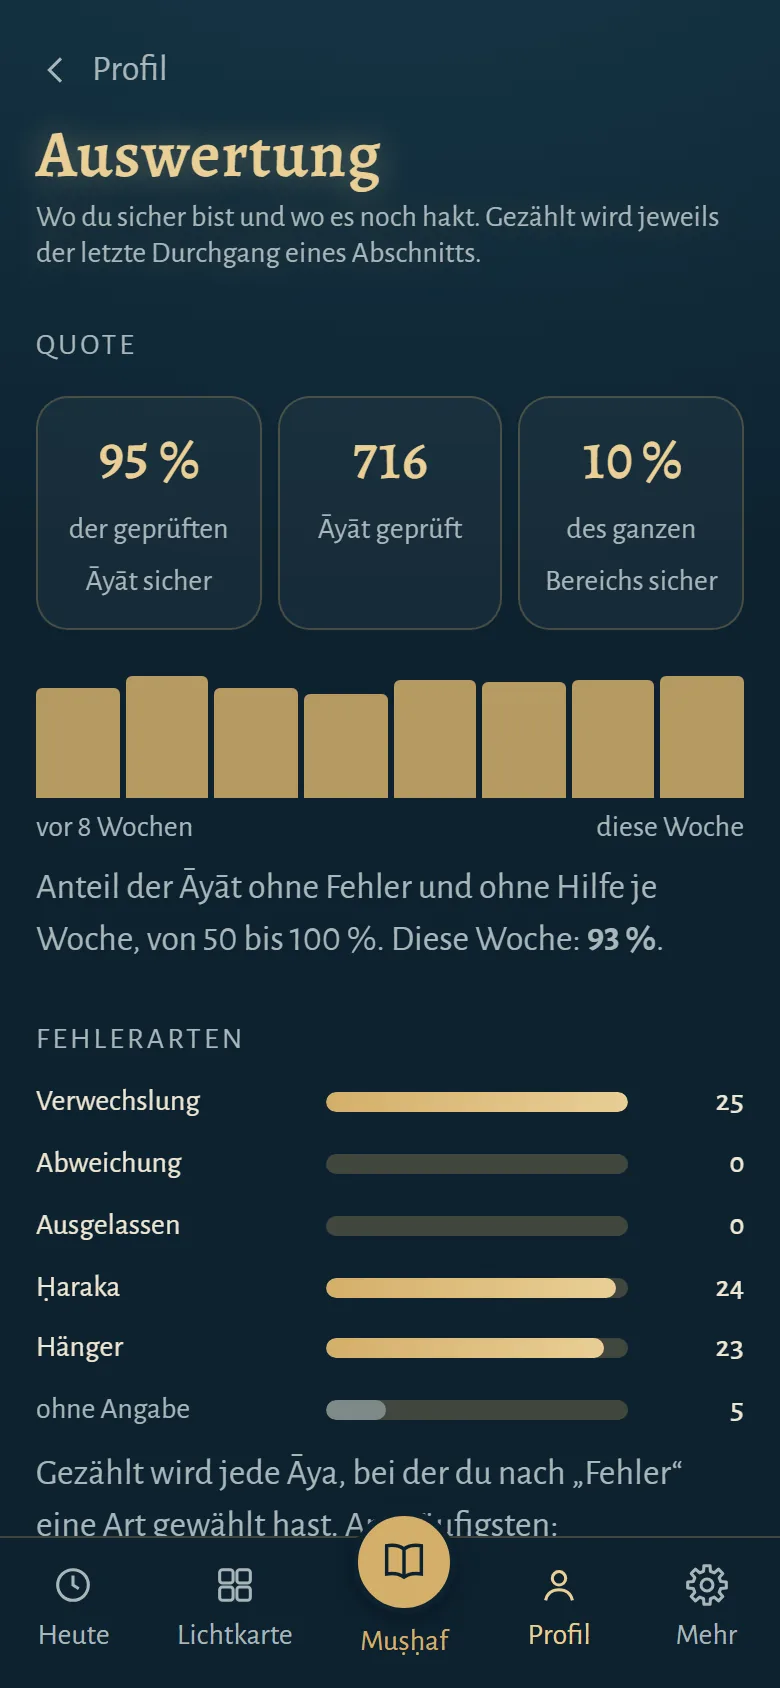 Profil
Auswertung
Wo du sicher bist und wo es noch hakt. Gezählt wird jeweils
der letzte Durchgang eines Abschnitts.
QUOTE
95 %
der geprüften
Āyāt sicher
716
Āyāt geprüft
10 %
des ganzen
Bereichs sicher
vor 8 Wochen
diese Woche
Anteil der Āyāt ohne Fehler und ohne Hilfe je
Woche, von 50 bis 100 %. Diese Woche: 93 %.
FEHLERARTEN
Verwechslung 25
Abweichung 0
Ausgelassen 0
Ḥaraka 24
Hänger 23
ohne Angabe 5
Gezählt wird jede Āya, bei der du nach „Fehler“
eine Art gewählt hast.
Heute
Lichtkarte
Muṣḥaf
Profil
Mehr